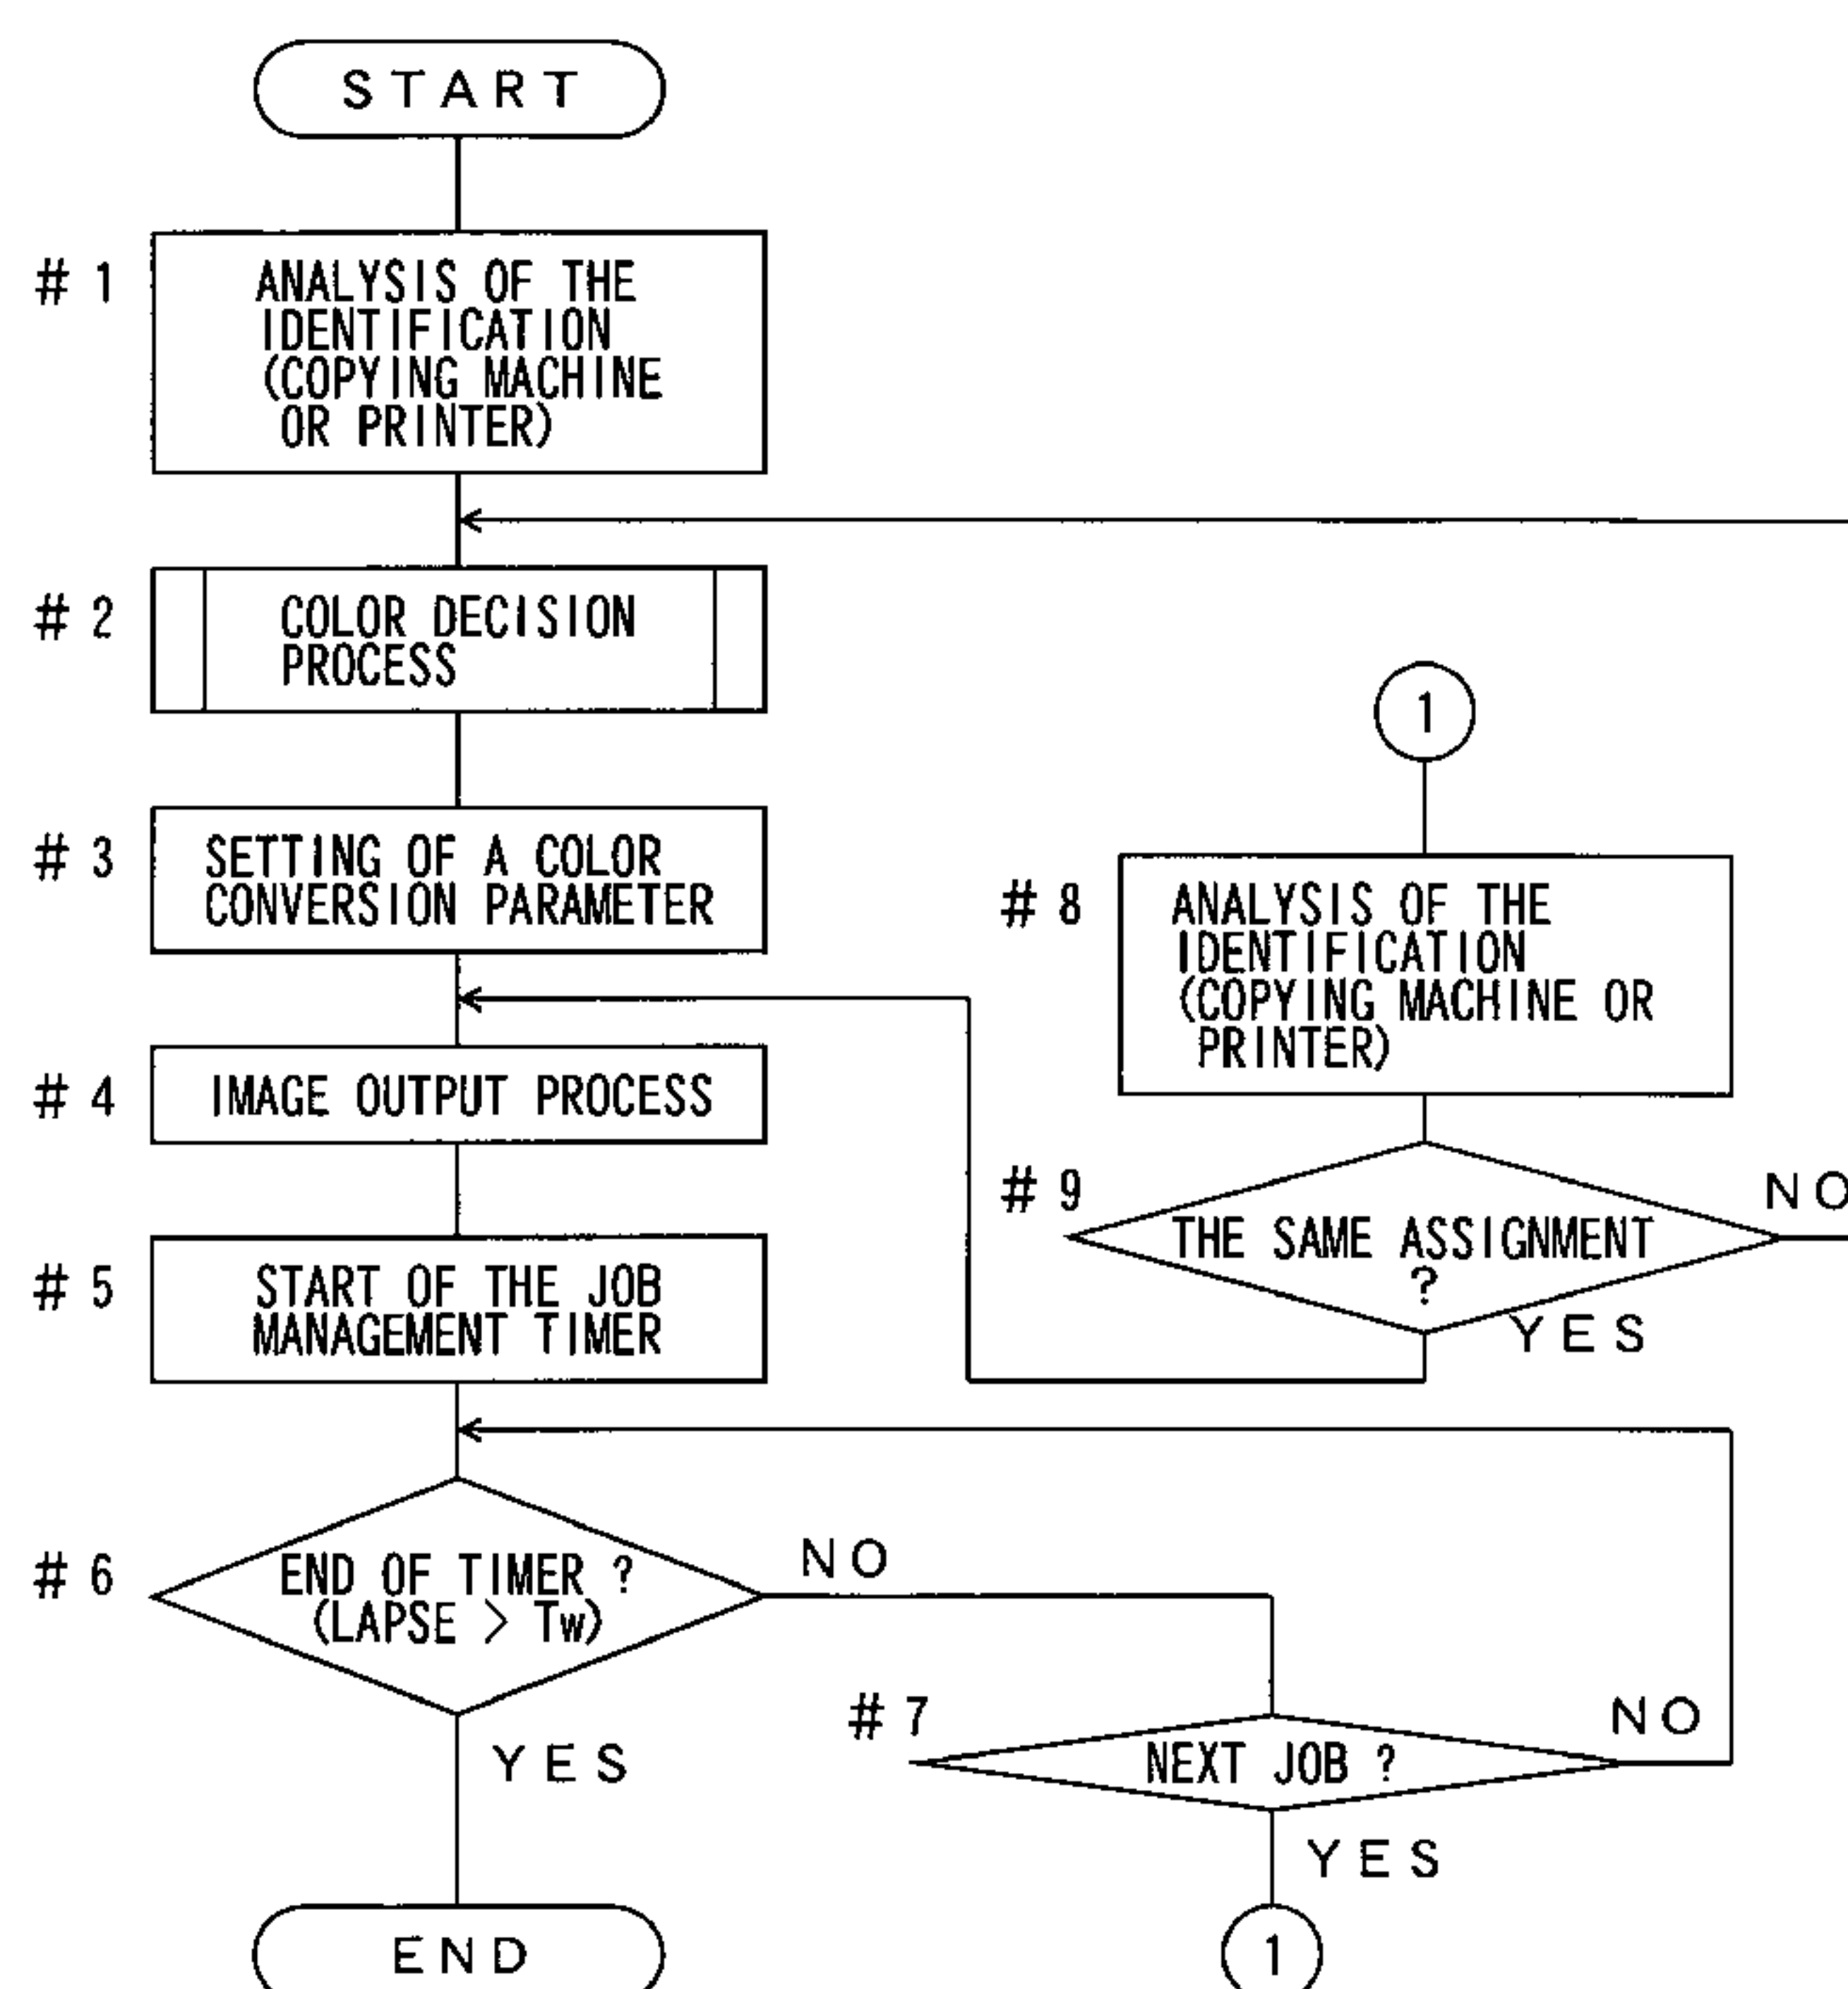 START
#1
ANALYSIS OF THE
IDENTIFICATION
(COPYING MACHINE
OR PRINTER)
#2
COLOR DECISION
PROCESS
#3
SETTING OF A COLOR
CONVERSION PARAMETER
#4
IMAGE OUTPUT PROCESS
#5
START OF THE JOB
MANAGEMENT TIMER
#6
END OF TIMER ?
(LAPSE > Tw)
NO
YES
END
#7
NEXT JOB ?
NO
YES
1
1
#8
ANALYSIS OF THE
IDENTIFICATION
(COPYING MACHINE OR
PRINTER)
#9
THE SAME ASSIGNMENT
?
NO
YES